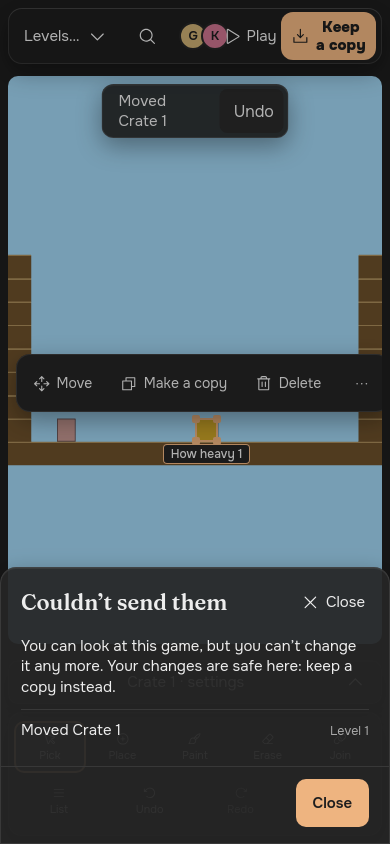 Levels...
G
K
Play
Keep
a copy
Moved
Crate 1
Undo
Move
Make a copy
Delete
...
How heavy 1
Couldn’t send them
Close
You can look at this game, but you can’t change
it any more. Your changes are safe here: keep a
copy instead.
Crate 1 settings
Moved Crate 1
Level 1
Pick
Place
Paint
Erase
Join
List
Undo
Redo
Close